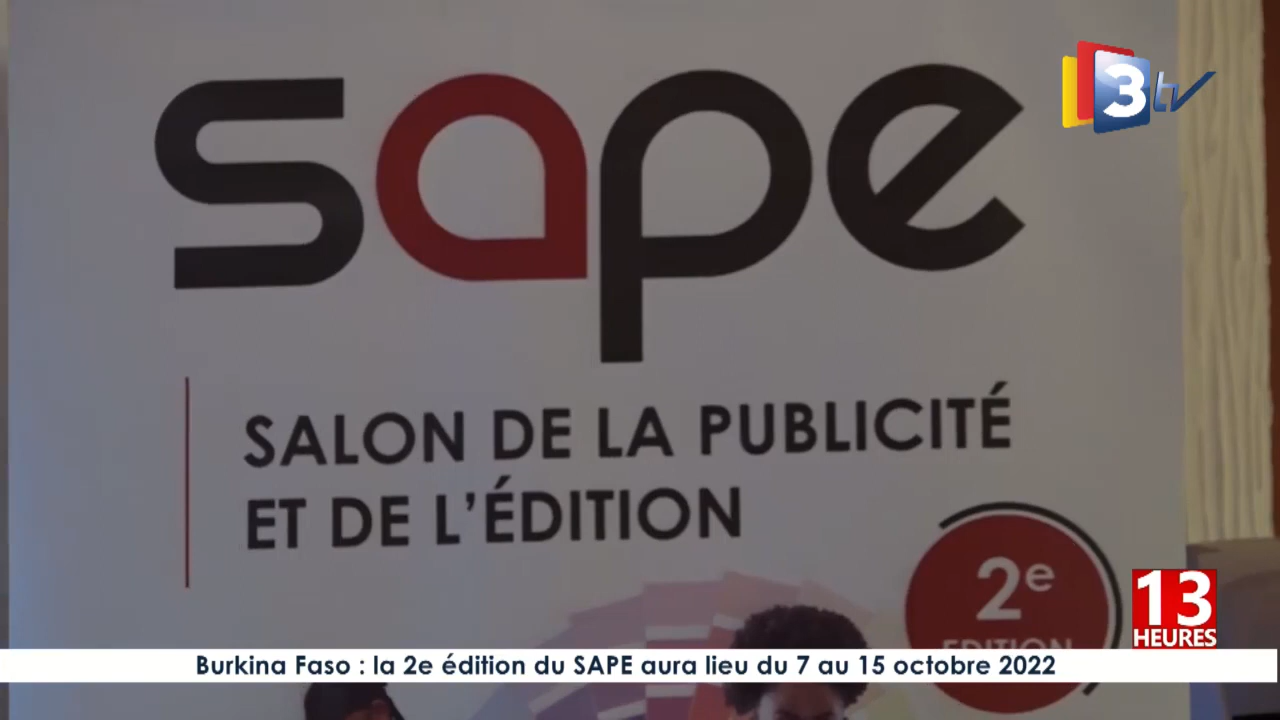 sape
3tv
SALON DE LA PUBLICITÉ
ET DE L'ÉDITION
2e
EDITION
13
HEURES
Burkina Faso : la 2e édition du SAPE aura lieu du 7 au 15 octobre 2022